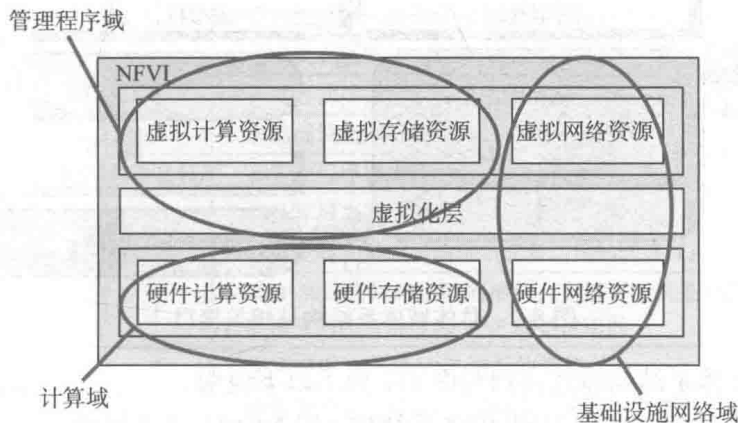 管理程序域
NFVI
虚拟计算资源 虚拟存储资源 虚拟网络资源
虚拟化层
硬件计算资源 硬件存储资源 硬件网络资源
计算域
基础设施网络域